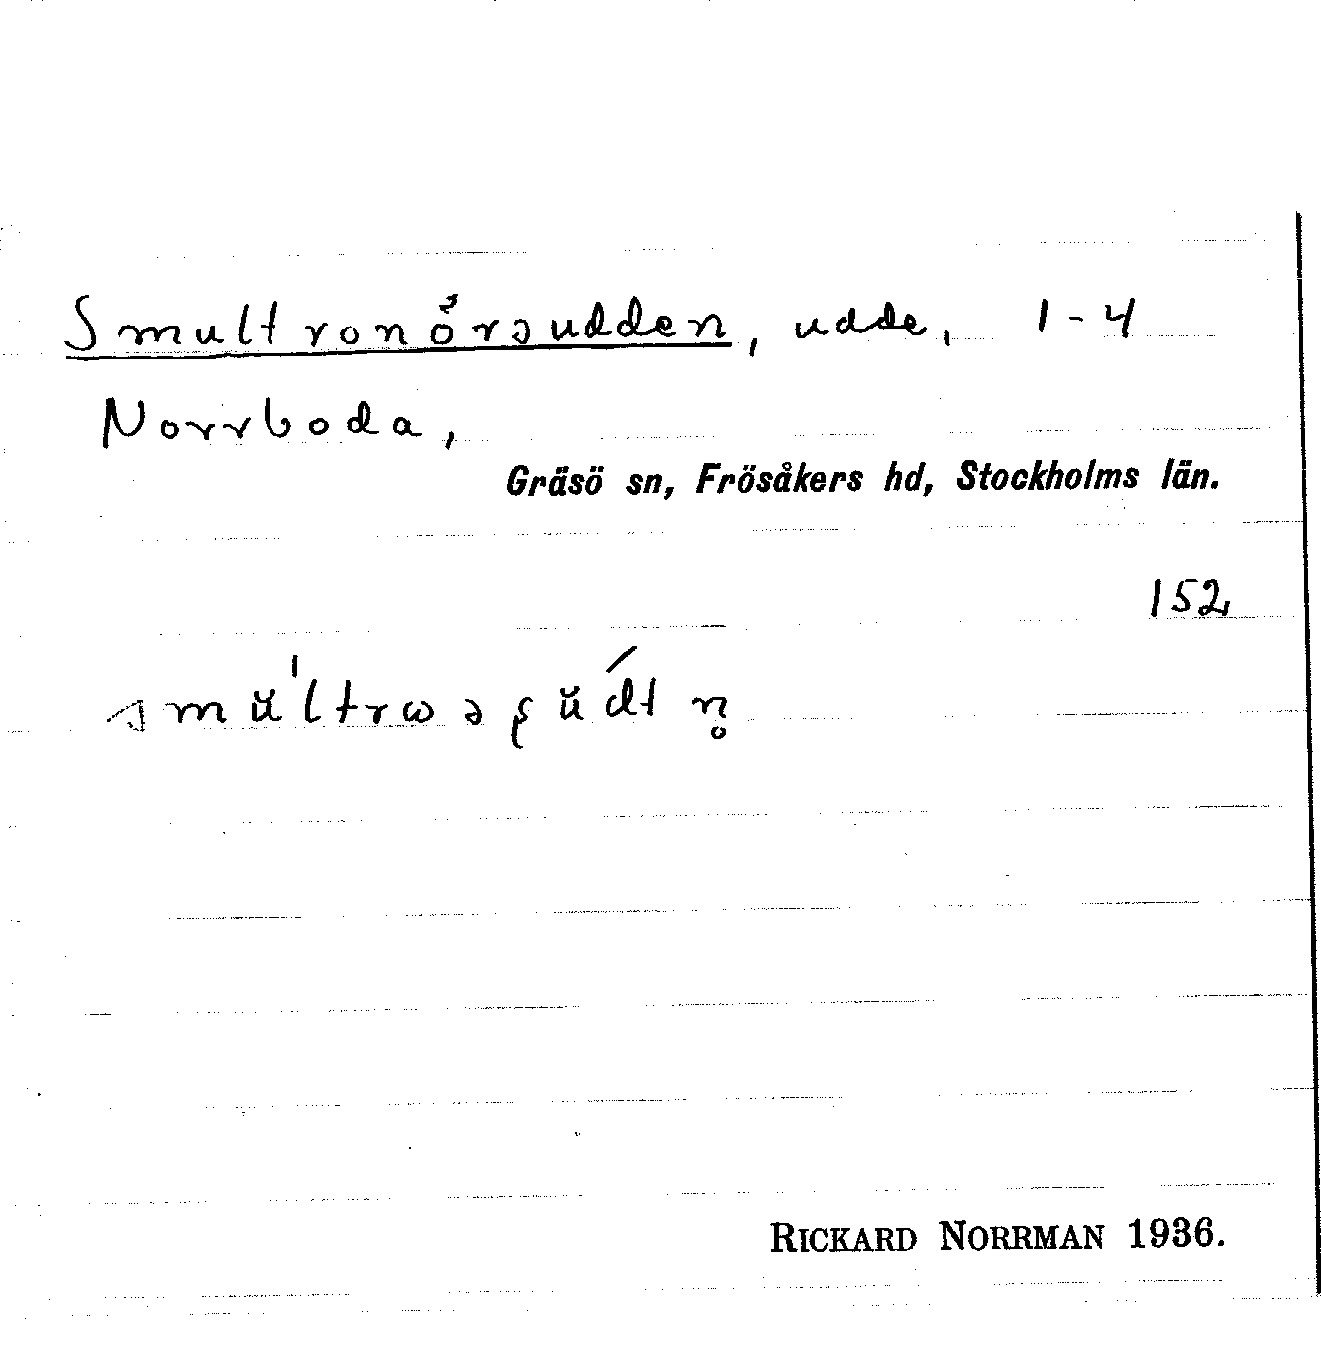 Smultronörsudden, udde, 1-4
Norrboda,
Gräsö sn, Frösåkers hd, Stockholms län.
152
RICKARD NORRMAN 1936.